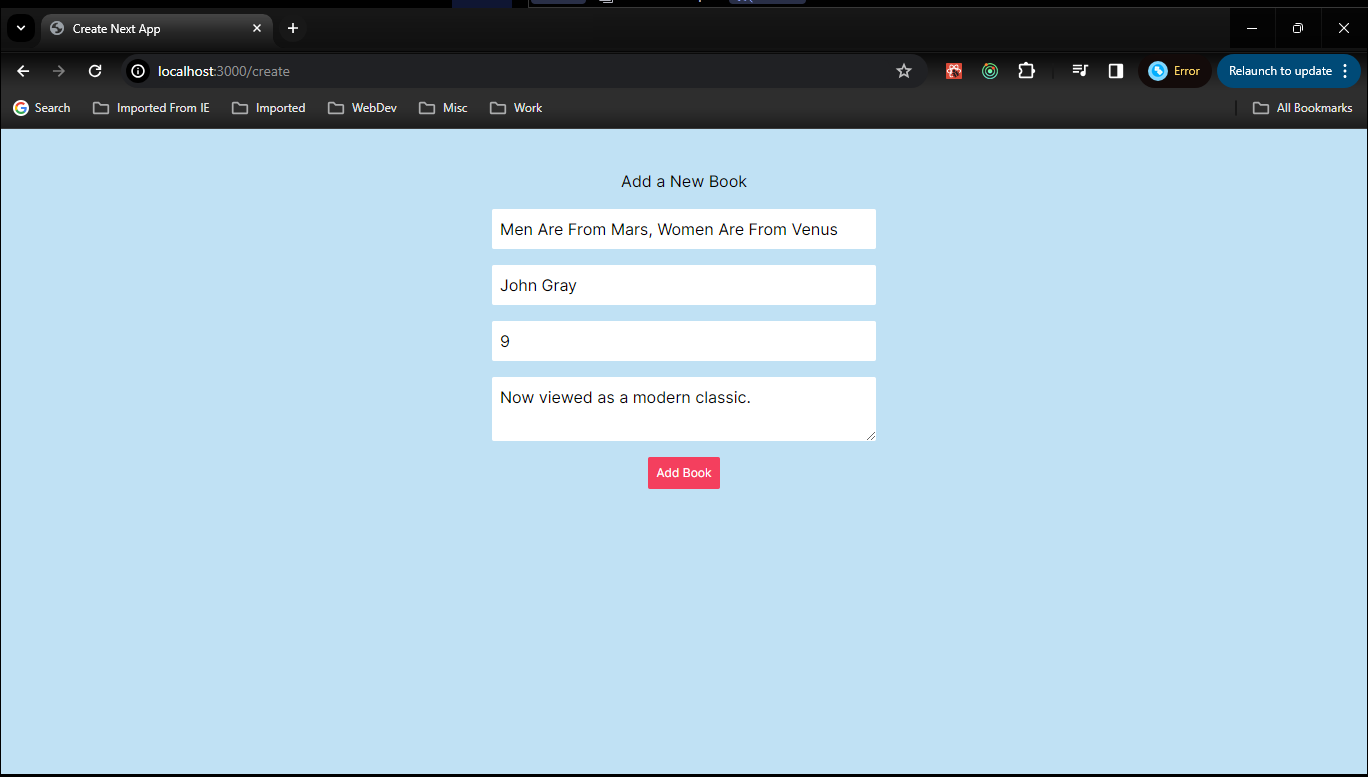 Create Next App
localhost:3000/create
Error
Relaunch to update
Search
Imported From IE
Imported
WebDev
Misc
Work
All Bookmarks
Add a New Book
Men Are From Mars, Women Are From Venus
John Gray
9
Now viewed as a modern classic.
Add Book